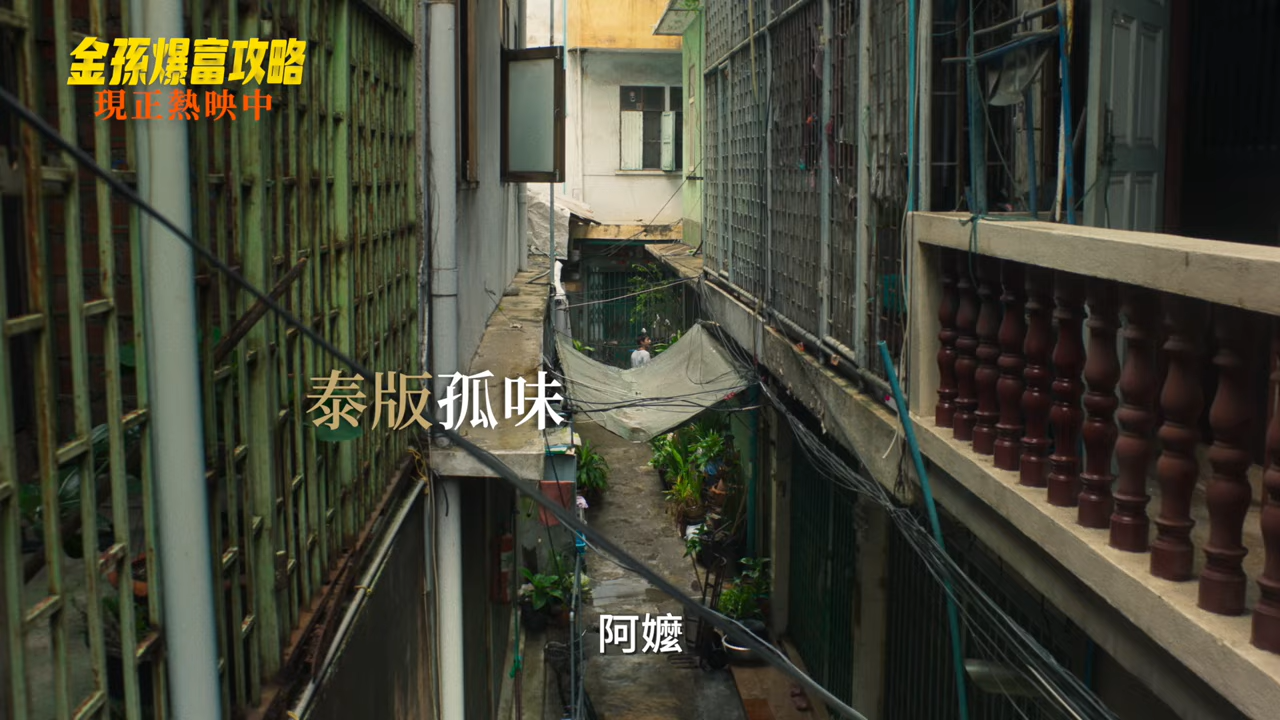 金孫爆富攻略
現正熱映中
泰版孤味
阿嬤